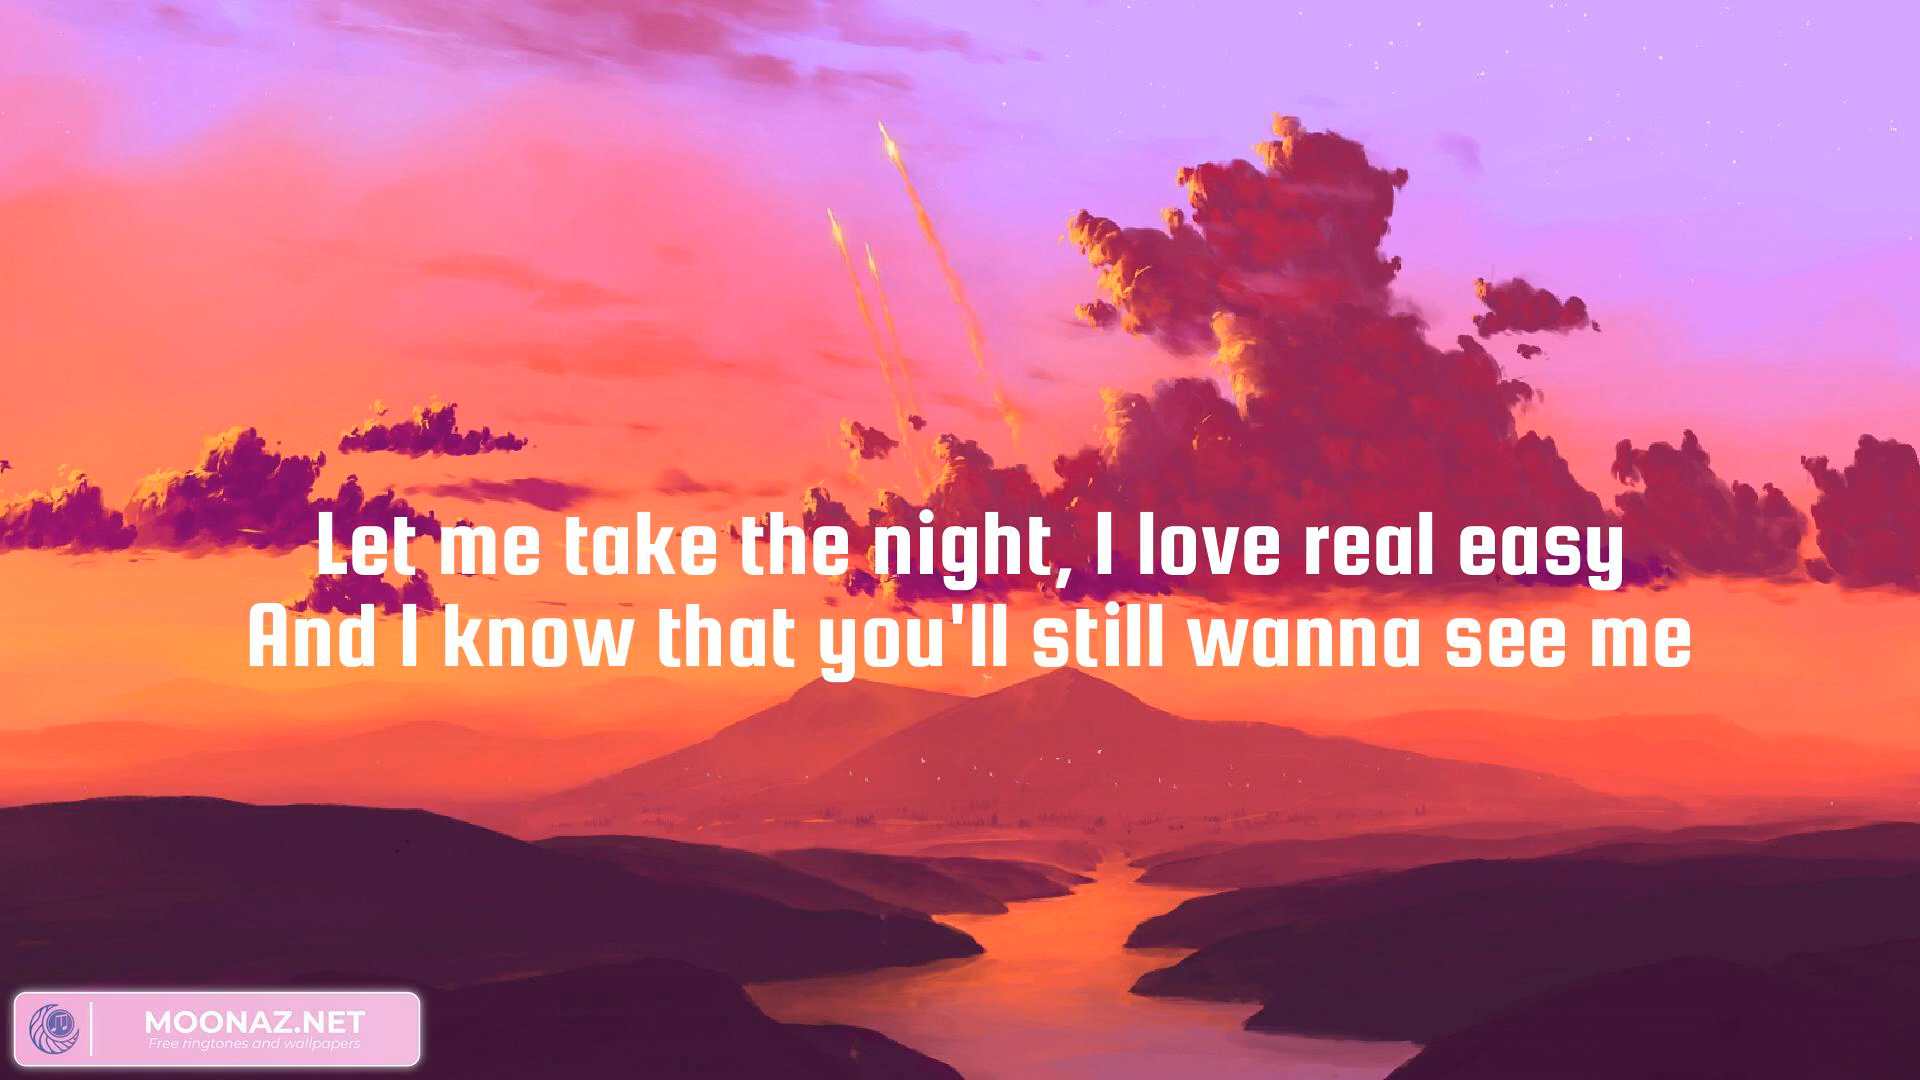 Let me take the night, I love real easy
And I know that you'll still wanna see me
MOONAZ.NET
Free ringtones and wallpapers